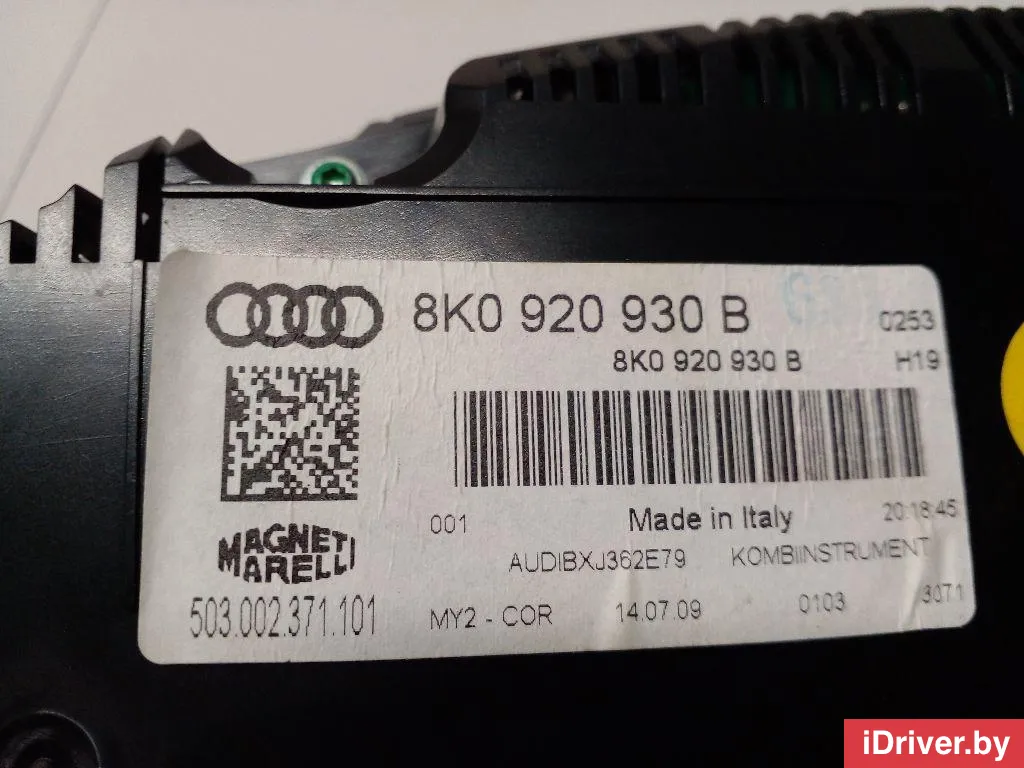 8K0 920 930 B
0253
8K0 920 930 B
H19
001
Made in Italy
20:18:45
AUDIBXJ362E79
KOMBIINSTRUMENT
MAGNETI
MARELLI
503.002.371.101
MY2 - COR
14.07.09
0103
3071
iDriver.by